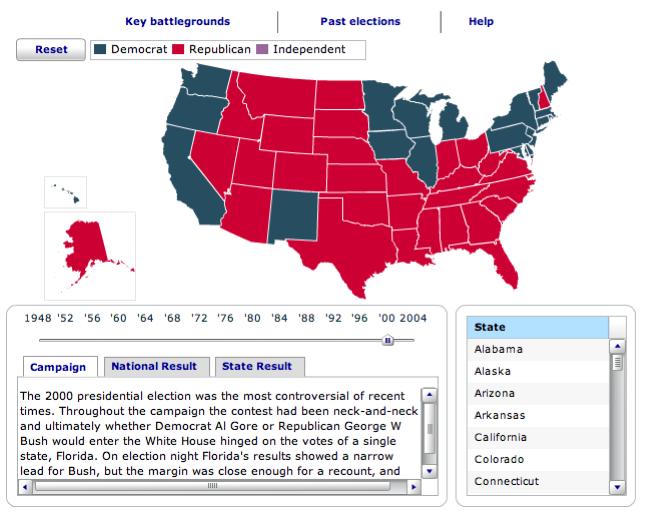 Key battlegrounds
Past elections
Help
Reset
Democrat Republican Independent
1948 '52 '56 '60 '64 '68 '72 '76 '80 '84 '88 '92 '96 '00 2004
Campaign
National Result
State Result
The 2000 presidential election was the most controversial of recent
times. Throughout the campaign the contest had been neck-and-neck
and ultimately whether Democrat Al Gore or Republican George W
Bush would enter the White House hinged on the votes of a single
state, Florida. On election night Florida's results showed a narrow
lead for Bush, but the margin was close enough for a recount, and
State
Alabama
Alaska
Arizona
Arkansas
California
Colorado
Connecticut